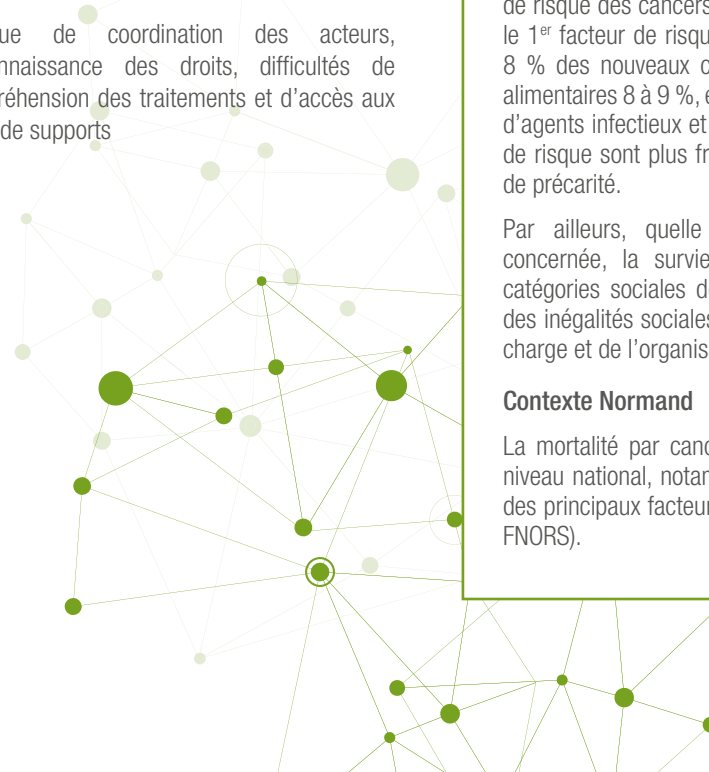 ue de coordination des acteurs,
nnaissance des droits, difficultés de
réhension des traitements et d'accès aux
de supports
de risque des cancers
le 1er facteur de risqu
8 % des nouveaux c
alimentaires 8 à 9 %, e
d'agents infectieux et
de risque sont plus fr
de précarité.
Par ailleurs, quelle
concernée, la survie
catégories sociales d
des inégalités sociales
charge et de l'organis
Contexte Normand
La mortalité par canc
niveau national, notan
des principaux facteur
FNORS).